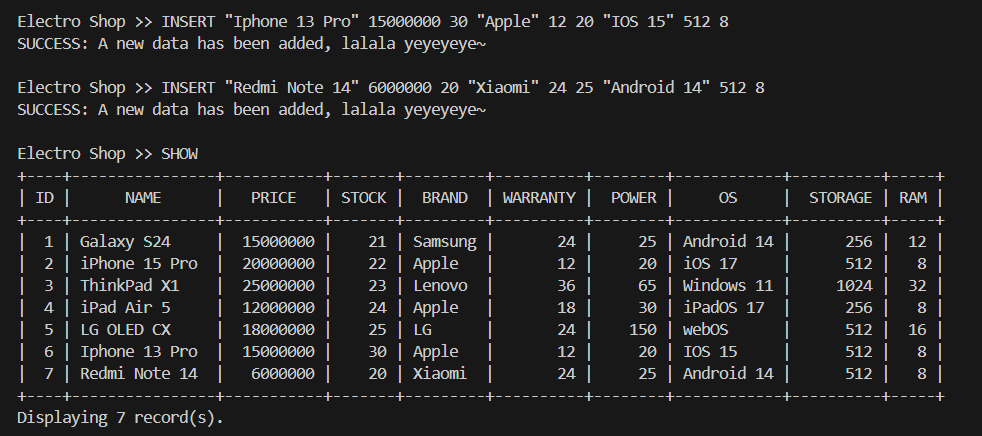 Electro Shop >> INSERT "Iphone 13 Pro" 15000000 30 "Apple" 12 20 "IOS 15" 512 8
SUCCESS: A new data has been added, lalala yeyeyeye~
Electro Shop >> INSERT "Redmi Note 14" 6000000 20 "Xiaomi" 24 25 "Android 14" 512 8
SUCCESS: A new data has been added, lalala yeyeyeye~
Electro Shop >> SHOW
+----+----------------+-----------+-------+---------+----------+-------+------------+----------+-----+
| ID |      NAME      |   PRICE   | STOCK |  BRAND  | WARRANTY |  POWER |     OS     |  STORAGE | RAM |
+----+----------------+-----------+-------+---------+----------+-------+------------+----------+-----+
|  1 | Galaxy S24     |  15000000 |    21 | Samsung |       24 |    25 | Android 14 |      256 |  12 |
|  2 | iPhone 15 Pro  |  20000000 |    22 | Apple   |       12 |    20 | iOS 17     |      512 |   8 |
|  3 | ThinkPad X1    |  25000000 |    23 | Lenovo  |       36 |    65 | Windows 11 |     1024 |  32 |
|  4 | iPad Air 5     |  12000000 |    24 | Apple   |       18 |    30 | iPadOS 17  |      256 |   8 |
|  5 | LG OLED CX     |  18000000 |    25 | LG      |       24 |   150 | webOS      |      512 |  16 |
|  6 | Iphone 13 Pro  |  15000000 |    30 | Apple   |       12 |    20 | IOS 15     |      512 |   8 |
|  7 | Redmi Note 14  |   6000000 |    20 | Xiaomi  |       24 |    25 | Android 14 |      512 |   8 |
+----+----------------+-----------+-------+---------+----------+-------+------------+----------+-----+
Displaying 7 record(s).